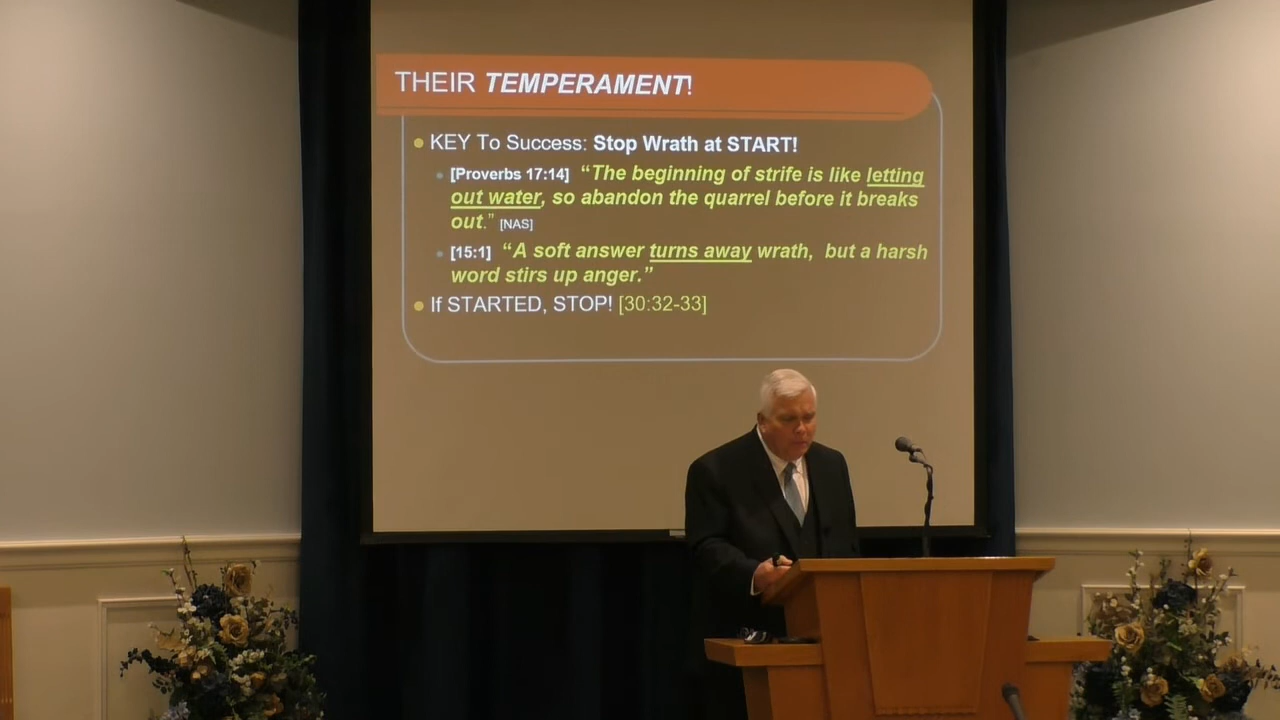 THEIR TEMPERAMENT!
KEY To Success: Stop Wrath at START!
[Proverbs 17:14] “The beginning of strife is like letting
out water, so abandon the quarrel before it breaks
out.” [NAS]
[15:1] “A soft answer turns away wrath, but a harsh
word stirs up anger.”
If STARTED, STOP! [30:32-33]